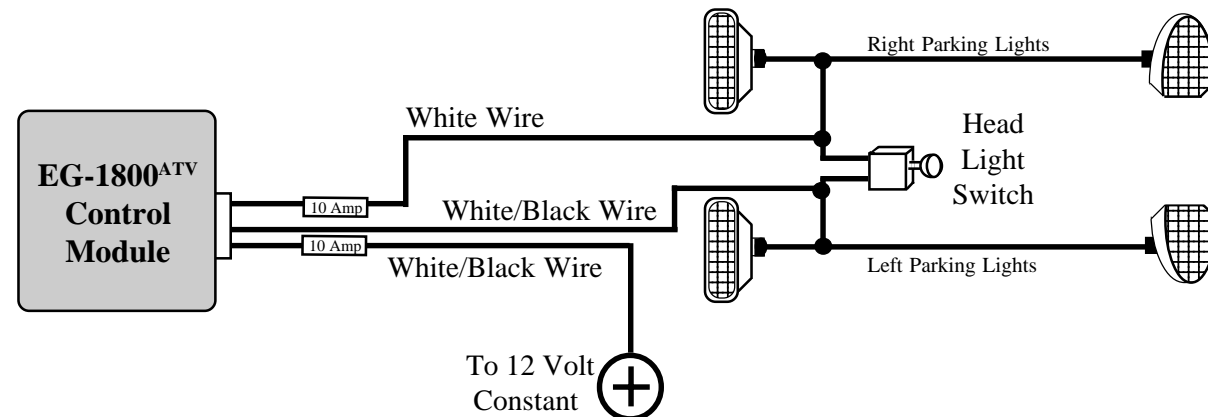 Right Parking Lights
White Wire
Head
Light
Switch
EG-1800ATV
Control
Module
10 Amp
White/Black Wire
10 Amp
White/Black Wire
Left Parking Lights
To 12 Volt
Constant